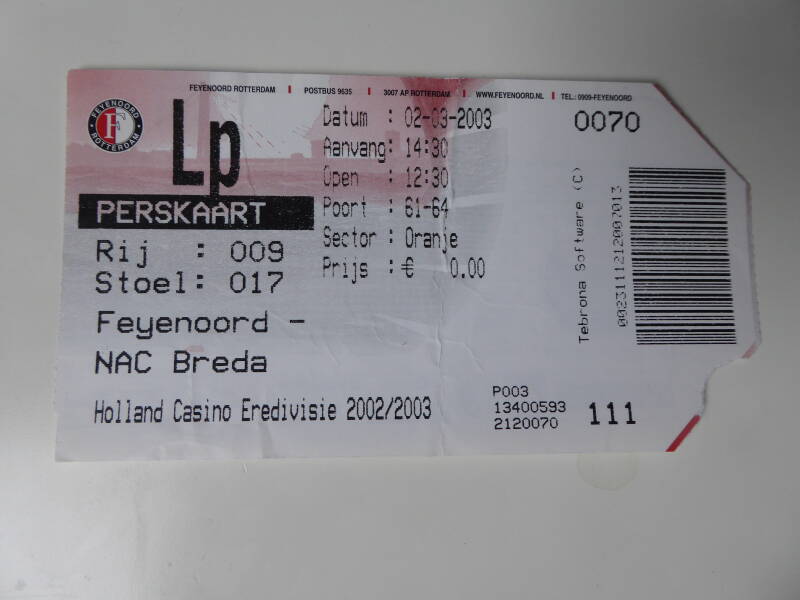 FEYENOORD ROTTERDAM | POSTBUS 9635 | 3007 AP ROTTERDAM | WWW.FEYENOORD.NL | TEL.: 0909-FEYENOORD
FEYENOORD ROTTERDAM
F
Lp
PERSKAART
Rij : 009
Stoel: 017
Feyenoord -
NAC Breda
Holland Casino Eredivisie 2002/2003
Datum : 02-03-2003
Aanvang: 14:30
Open : 12:30
Poort : 61-64
Sector : Oranje
Prijs : € 0.00
0070
Tebrona Software (C)
0023111212007013
P003
13400593
2120070
111